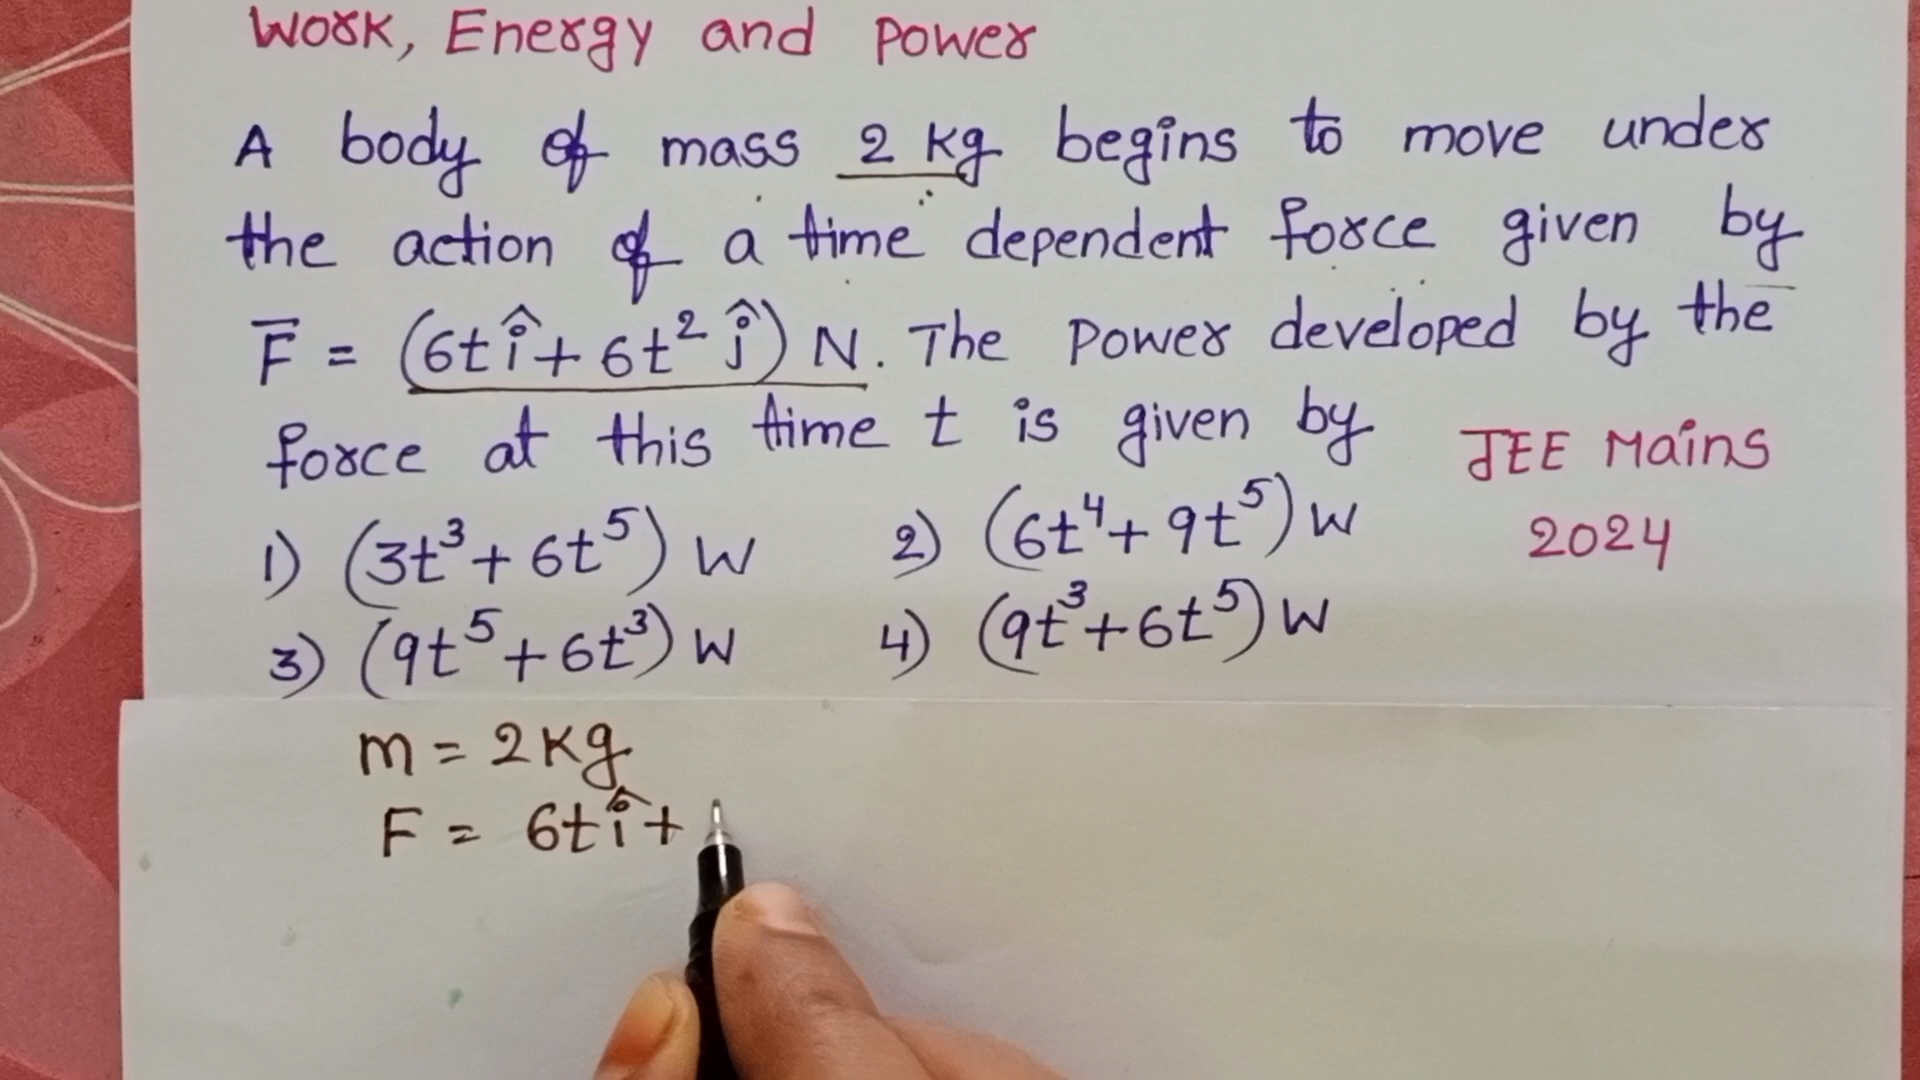 Work, Energy and Power
A body of mass 2 kg begins to move under
the action of a time dependent force given by
F̅ = (6t î + 6t² ĵ) N. The Power developed by the
force at this time t is given by
JEE Mains
2024
1) (3t³ + 6t⁵) W 2) (6t⁴ + 9t⁵) W
3) (9t⁵ + 6t³) W 4) (9t³ + 6t⁵) W
m = 2 kg
F = 6t î +